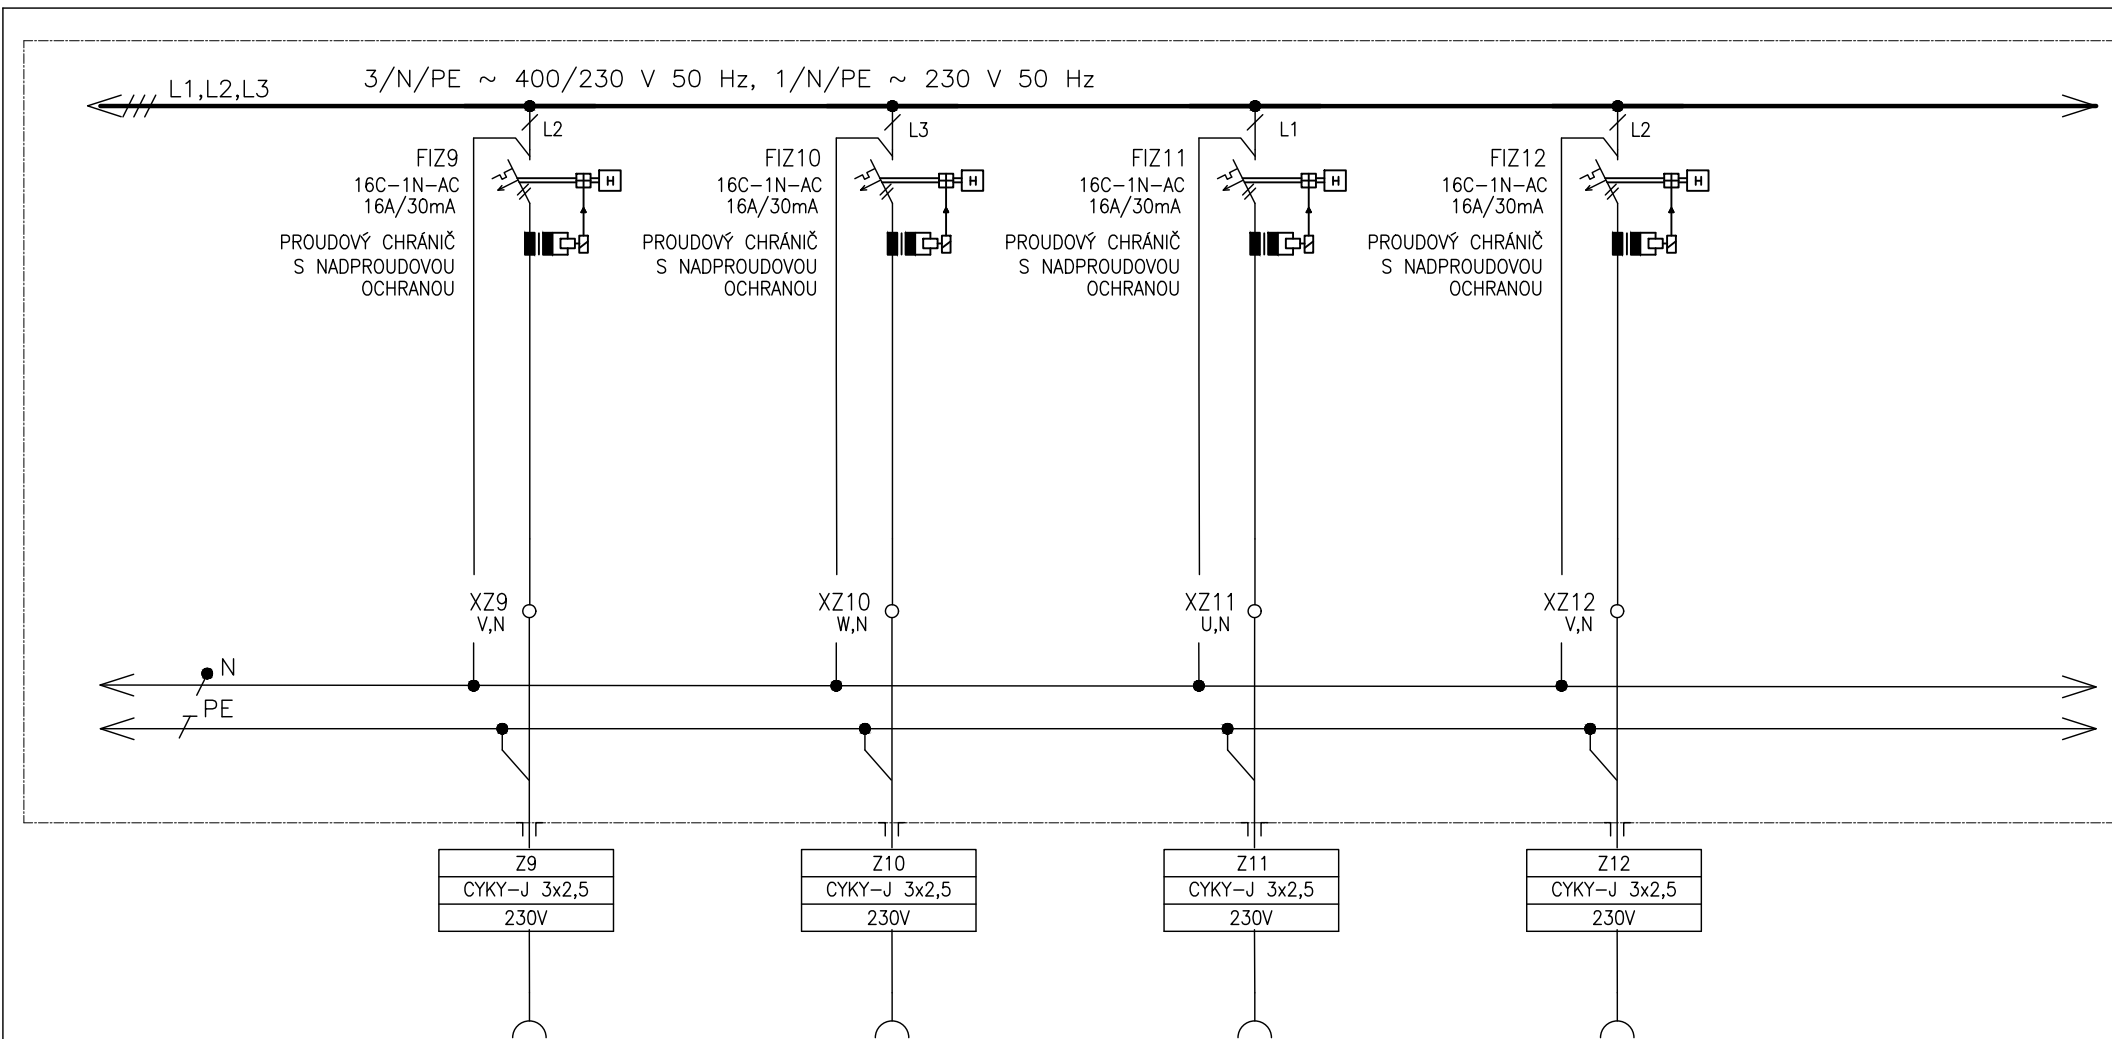 3/N/PE ~ 400/230 V 50 Hz, 1/N/PE ~ 230 V 50 Hz
L1,L2,L3
L2
FIZ9
16C-1N-AC
16A/30mA
PROUDOVÝ CHRÁNIČ
S NADPROUDOVOU
OCHRANOU
H
L3
FIZ10
16C-1N-AC
16A/30mA
PROUDOVÝ CHRÁNIČ
S NADPROUDOVOU
OCHRANOU
H
L1
FIZ11
16C-1N-AC
16A/30mA
PROUDOVÝ CHRÁNIČ
S NADPROUDOVOU
OCHRANOU
H
L2
FIZ12
16C-1N-AC
16A/30mA
PROUDOVÝ CHRÁNIČ
S NADPROUDOVOU
OCHRANOU
H
XZ9
V,N
XZ10
W,N
XZ11
U,N
XZ12
V,N
N
PE
Z9
CYKY-J 3x2,5
230V
Z10
CYKY-J 3x2,5
230V
Z11
CYKY-J 3x2,5
230V
Z12
CYKY-J 3x2,5
230V